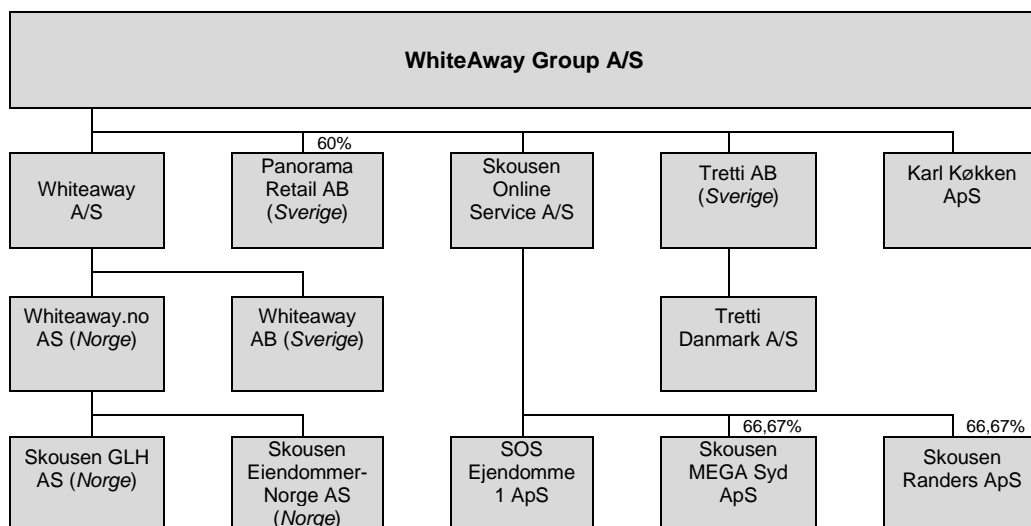 WhiteAway Group A/S
60%
Whiteaway
A/S
Panorama
Retail AB
(Sverige)
Skousen
Online
Service A/S
Tretti AB
(Sverige)
Karl Køkken
ApS
Whiteaway.no
AS (Norge)
Whiteaway
AB (Sverige)
Tretti
Danmark A/S
66,67%
66,67%
Skousen GLH
AS (Norge)
Skousen
Eiendommer-
Norge AS
(Norge)
SOS
Ejendomme
1 ApS
Skousen
MEGA Syd
ApS
Skousen
Randers ApS